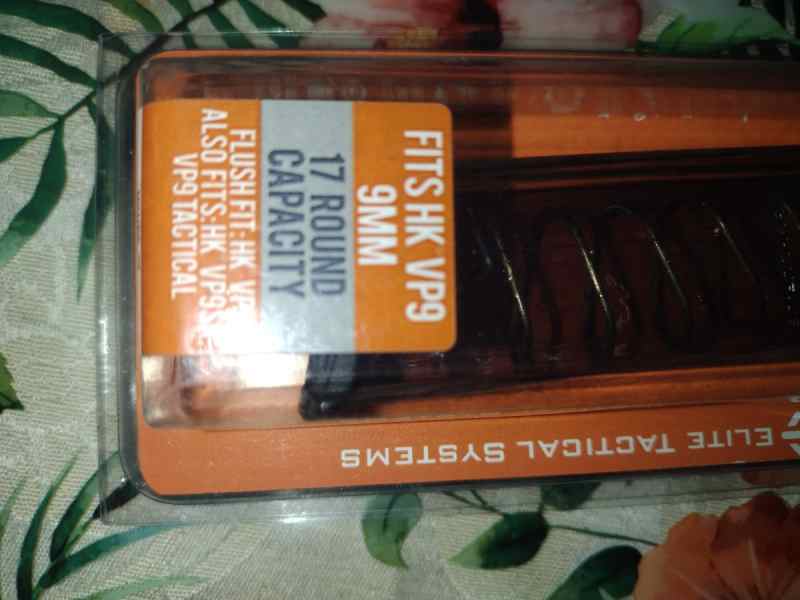 FITS HK VP9
9MM
17 ROUND
CAPACITY
FLUSH FIT: HK
ALSO FITS: HK
VP9 TACTICAL
ELITE TACTICAL SYSTEMS